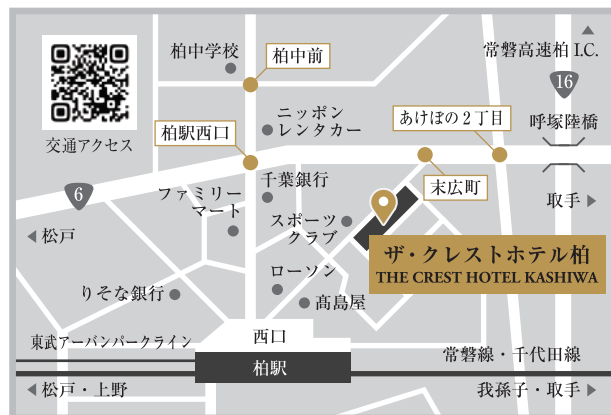 柏中学校
柏中前
常磐高速柏 I.C.
16
交通アクセス
ニッポン
レンタカー
柏駅西口
あけぼの2丁目
呼塚陸橋
末広町
6
ファミリー
マート
千葉銀行
スポーツ
クラブ
取手
松戸
ザ・クレストホテル柏
THE CREST HOTEL KASHIWA
りそな銀行
ローソン
髙島屋
西口
東武アーバンパークライン
柏駅
常磐線・千代田線
松戸・上野
我孫子・取手